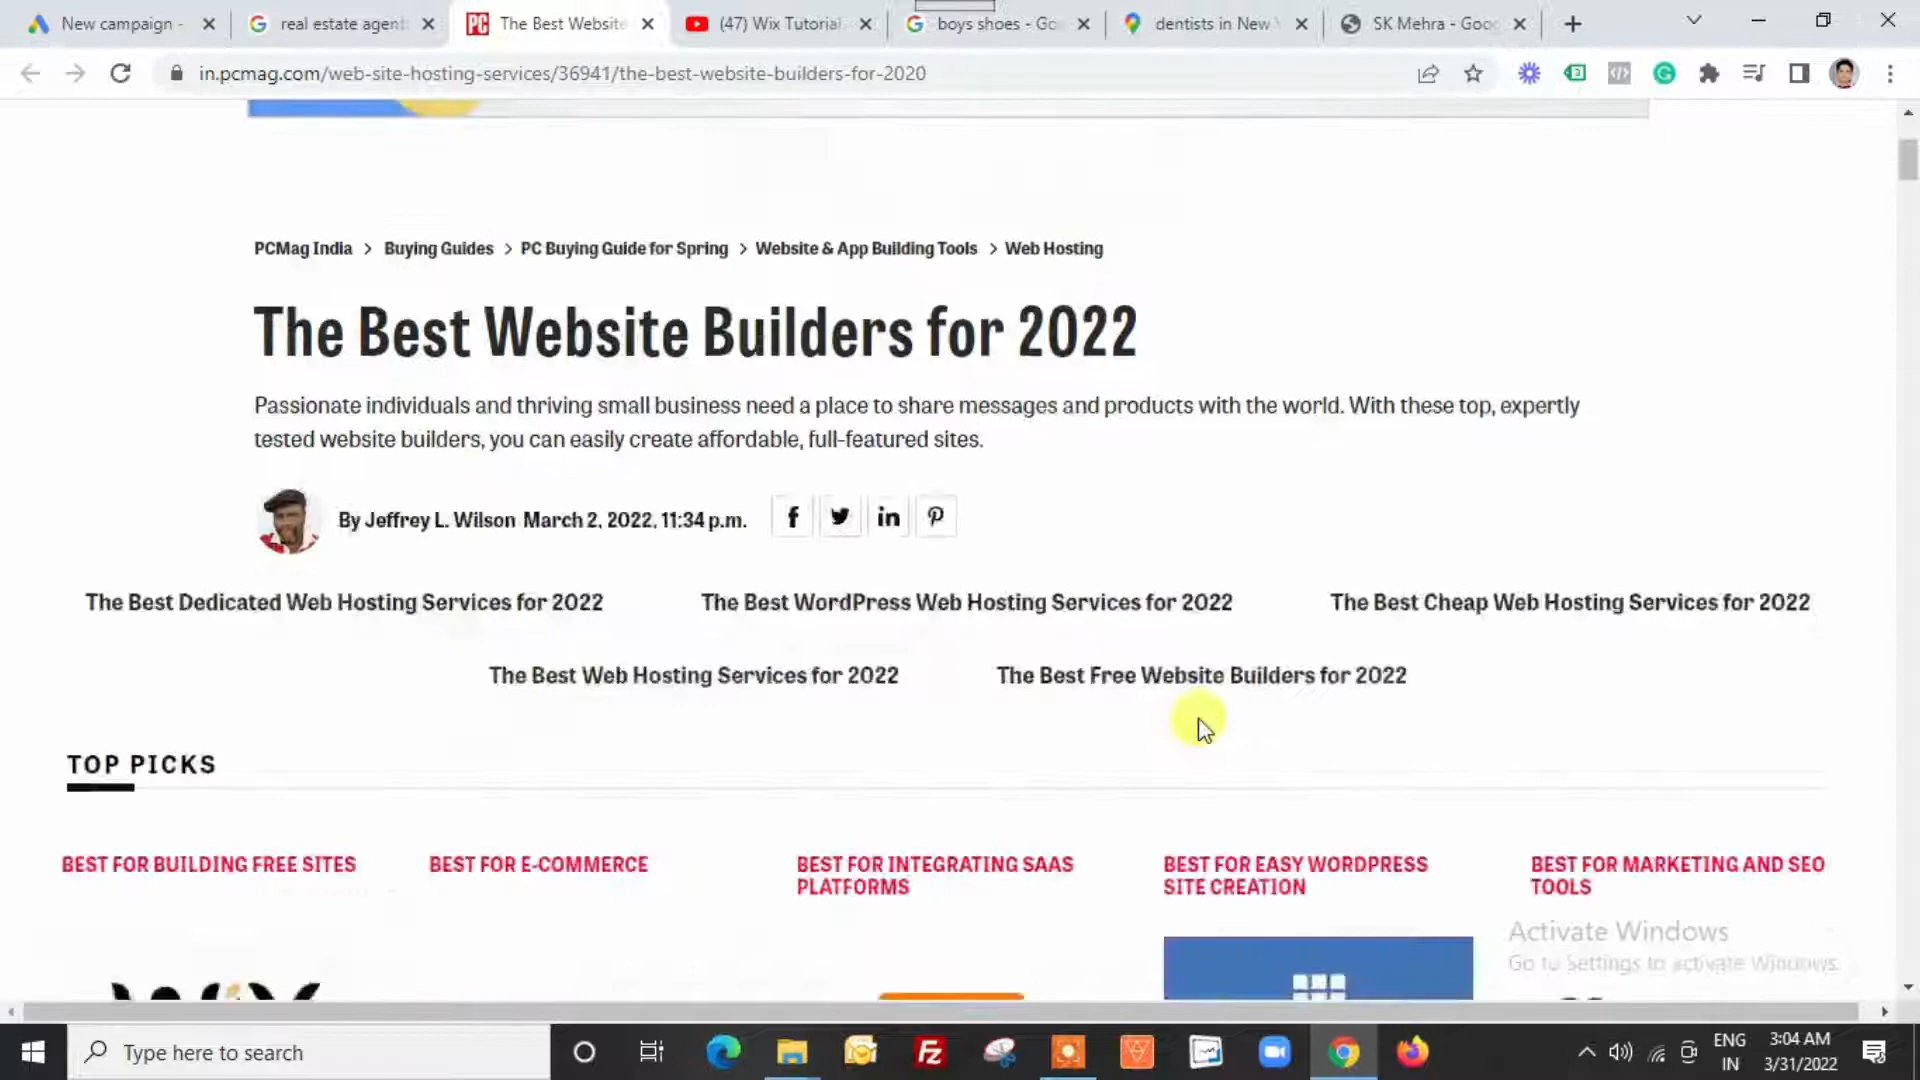 New campaign -
real estate agent
The Best Website
(47) Wix Tutorial
boys shoes - Go
dentists in New Y
SK Mehra - Goog
in.pcmag.com/web-site-hosting-services/36941/the-best-website-builders-for-2020
PCMag India > Buying Guides > PC Buying Guide for Spring > Website & App Building Tools > Web Hosting
The Best Website Builders for 2022
Passionate individuals and thriving small business need a place to share messages and products with the world. With these top, expertly
tested website builders, you can easily create affordable, full-featured sites.
By Jeffrey L. Wilson March 2, 2022, 11:34 p.m.
The Best Dedicated Web Hosting Services for 2022
The Best WordPress Web Hosting Services for 2022
The Best Cheap Web Hosting Services for 2022
The Best Web Hosting Services for 2022
The Best Free Website Builders for 2022
TOP PICKS
BEST FOR BUILDING FREE SITES
BEST FOR E-COMMERCE
BEST FOR INTEGRATING SAAS
PLATFORMS
BEST FOR EASY WORDPRESS
SITE CREATION
BEST FOR MARKETING AND SEO
TOOLS
Activate Windows
Go to Settings to activate Windows.
Type here to search
ENG
IN
3:04 AM
3/31/2022